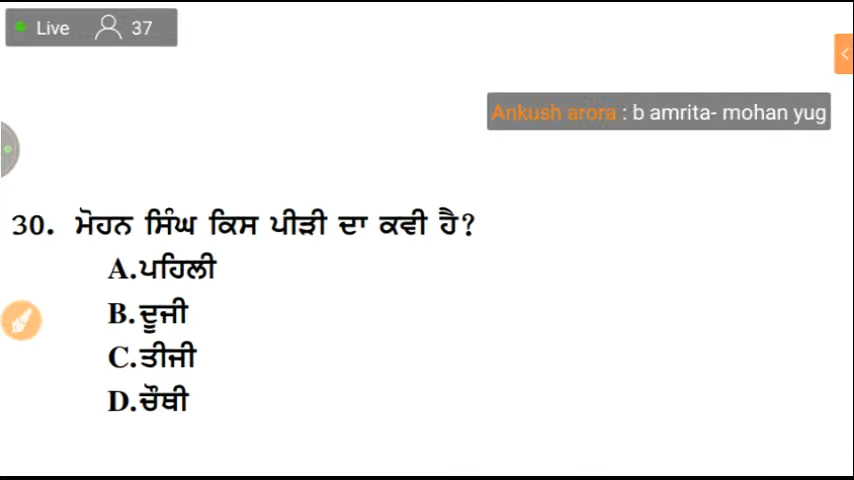 Live 37
Ankush arora : b amrita- mohan yug
30. ਮੋਹਨ ਸਿੰਘ ਕਿਸ ਪੀੜੀ ਦਾ ਕਵੀ ਹੈ?
A.ਪਹਿਲੀ
B.ਦੂਜੀ
C.ਤੀਜੀ
D.ਚੌਥੀ